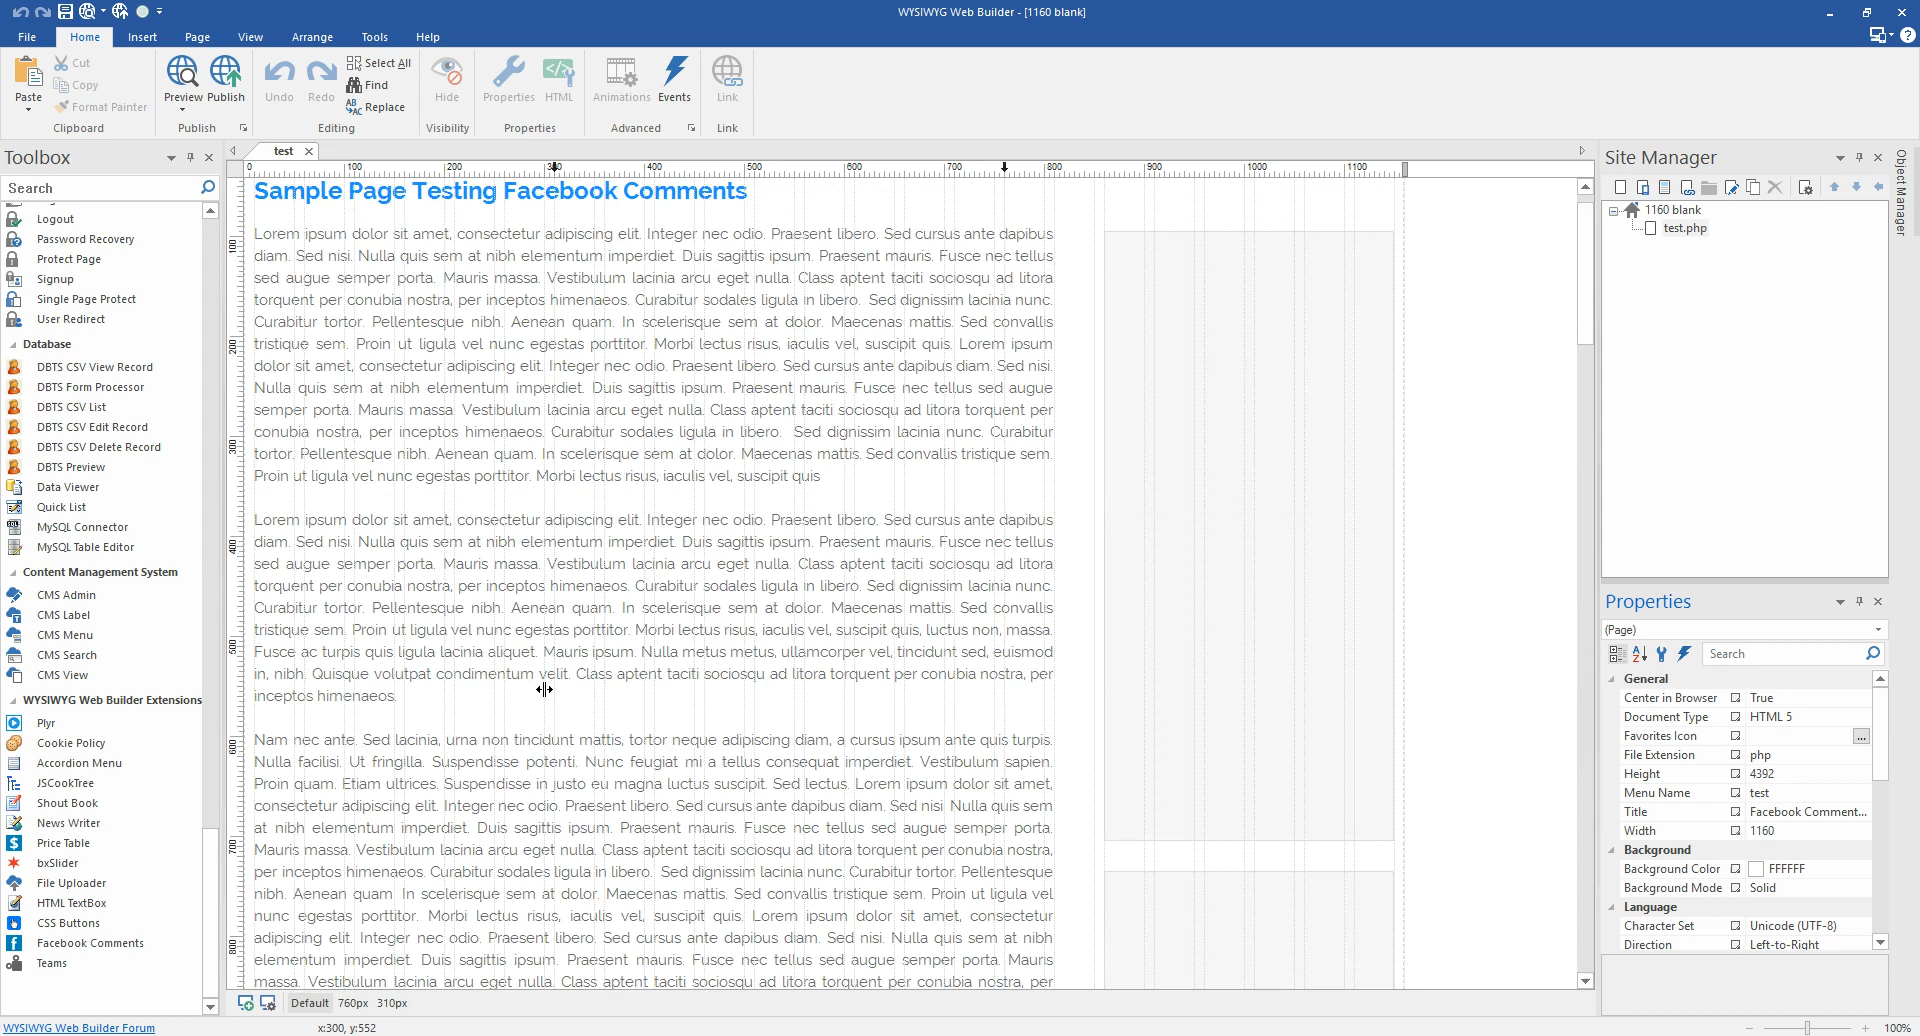 WYSIWYG Web Builder - [1160 blank]
File Home Insert Page View Arrange Tools Help
Paste
Cut
Copy
Format Painter
Clipboard
Preview Publish
Publish
Undo Redo
Select All
Find
Replace
Editing
Hide
Visibility
Properties HTML
Properties
Animations Events
Advanced
Link
Link
Toolbox
Search
Logout
Password Recovery
Protect Page
Signup
Single Page Protect
User Redirect
Database
DBTS CSV View Record
DBTS Form Processor
DBTS CSV List
DBTS CSV Edit Record
DBTS CSV Delete Record
DBTS Preview
Data Viewer
Quick List
MySQL Connector
MySQL Table Editor
Content Management System
CMS Admin
CMS Label
CMS Menu
CMS Search
CMS View
WYSIWYG Web Builder Extensions
Plyr
Cookie Policy
Accordion Menu
JSCookTree
Shout Book
News Writer
Price Table
bxSlider
File Uploader
HTML TextBox
CSS Buttons
Facebook Comments
Teams
test
0 100 200 300 400 500 600 700 800 900 1000 1100
100
200
300
400
500
600
700
800
Sample Page Testing Facebook Comments
Lorem ipsum dolor sit amet, consectetur adipiscing elit. Integer nec odio. Praesent libero. Sed cursus ante dapibus
diam. Sed nisi. Nulla quis sem at nibh elementum imperdiet. Duis sagittis ipsum. Praesent mauris. Fusce nec tellus
sed augue semper porta. Mauris massa. Vestibulum lacinia arcu eget nulla. Class aptent taciti sociosqu ad litora
torquent per conubia nostra, per inceptos himenaeos. Curabitur sodales ligula in libero. Sed dignissim lacinia nunc.
Curabitur tortor. Pellentesque nibh. Aenean quam. In scelerisque sem at dolor. Maecenas mattis. Sed convallis
tristique sem. Proin ut ligula vel nunc egestas porttitor. Morbi lectus risus, iaculis vel, suscipit quis. Lorem ipsum
dolor sit amet, consectetur adipiscing elit. Integer nec odio. Praesent libero. Sed cursus ante dapibus diam. Sed nisi.
Nulla quis sem at nibh elementum imperdiet. Duis sagittis ipsum. Praesent mauris. Fusce nec tellus sed augue
semper porta. Mauris massa. Vestibulum lacinia arcu eget nulla. Class aptent taciti sociosqu ad litora torquent per
conubia nostra, per inceptos himenaeos. Curabitur sodales ligula in libero. Sed dignissim lacinia nunc. Curabitur
tortor. Pellentesque nibh. Aenean quam. In scelerisque sem at dolor. Maecenas mattis. Sed convallis tristique sem.
Proin ut ligula vel nunc egestas porttitor. Morbi lectus risus, iaculis vel, suscipit quis
Lorem ipsum dolor sit amet, consectetur adipiscing elit. Integer nec odio. Praesent libero. Sed cursus ante dapibus
diam. Sed nisi. Nulla quis sem at nibh elementum imperdiet. Duis sagittis ipsum. Praesent mauris. Fusce nec tellus
sed augue semper porta. Mauris massa. Vestibulum lacinia arcu eget nulla. Class aptent taciti sociosqu ad litora
torquent per conubia nostra, per inceptos himenaeos. Curabitur sodales ligula in libero. Sed dignissim lacinia nunc.
Curabitur tortor. Pellentesque nibh. Aenean quam. In scelerisque sem at dolor. Maecenas mattis. Sed convallis
tristique sem. Proin ut ligula vel nunc egestas porttitor. Morbi lectus risus, iaculis vel, suscipit quis, luctus non, massa.
Fusce ac turpis quis ligula lacinia aliquet. Mauris ipsum. Nulla metus metus, ullamcorper vel, tincidunt sed, euismod
in, nibh. Quisque volutpat condimentum velit. Class aptent taciti sociosqu ad litora torquent per conubia nostra, per
inceptos himenaeos.
Nam nec ante. Sed lacinia, urna non tincidunt mattis, tortor neque adipiscing diam, a cursus ipsum ante quis turpis.
Nulla facilisi. Ut fringilla. Suspendisse potenti. Nunc feugiat mi a tellus consequat imperdiet. Vestibulum sapien.
Proin quam. Etiam ultrices. Suspendisse in justo eu magna luctus suscipit. Sed lectus. Lorem ipsum dolor sit amet,
consectetur adipiscing elit. Integer nec odio. Praesent libero. Sed cursus ante dapibus diam. Sed nisi. Nulla quis sem
at nibh elementum imperdiet. Duis sagittis ipsum. Praesent mauris. Fusce nec tellus sed augue semper porta.
Mauris massa. Vestibulum lacinia arcu eget nulla. Class aptent taciti sociosqu ad litora torquent per conubia nostra,
per inceptos himenaeos. Curabitur sodales ligula in libero. Sed dignissim lacinia nunc. Curabitur tortor. Pellentesque
nibh. Aenean quam. In scelerisque sem at dolor. Maecenas mattis. Sed convallis tristique sem. Proin ut ligula vel
nunc egestas porttitor. Morbi lectus risus, iaculis vel, suscipit quis. Lorem ipsum dolor sit amet, consectetur
adipiscing elit. Integer nec odio. Praesent libero. Sed cursus ante dapibus diam. Sed nisi. Nulla quis sem at nibh
elementum imperdiet. Duis sagittis ipsum. Praesent mauris. Fusce nec tellus sed augue semper porta. Mauris
massa. Vestibulum lacinia arcu eget nulla. Class aptent taciti sociosqu ad litora torquent per conubia nostra, per
Default 760px 310px
Site Manager
1160 blank
test.php
Object Manager
Properties
(Page)
Search
General
Center in Browser True
Document Type HTML 5
Favorites Icon ...
File Extension php
Height 4392
Menu Name test
Title Facebook Comment...
Width 1160
Background
Background Color FFFFFF
Background Mode Solid
Language
Character Set Unicode (UTF-8)
Direction Left-to-Right
WYSIWYG Web Builder Forum
x:300, y:552
100%